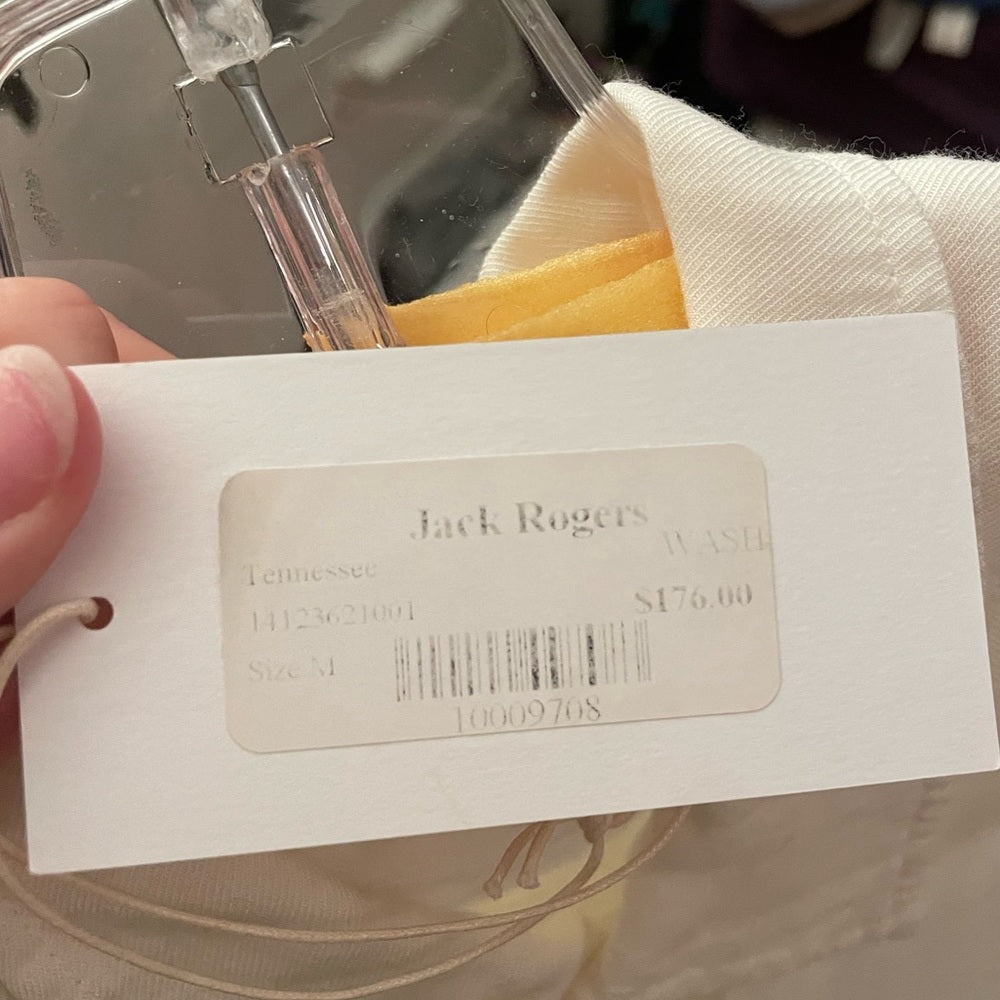 Jack Rogers
WASH
Tennessee
14123621001
$176.00
Size M
10009708